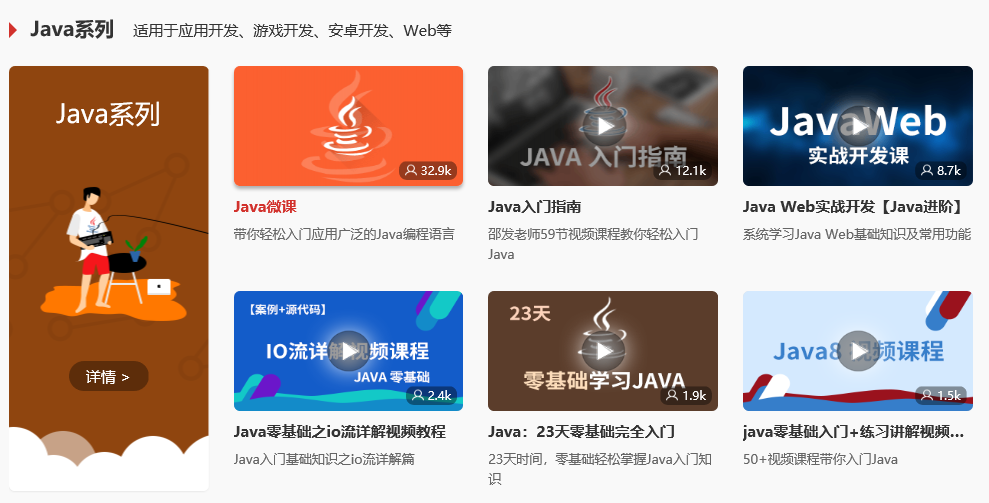 Java系列 适用于应用开发、游戏开发、安卓开发、Web等
Java系列
详情 >
32.9k
Java微课
带你轻松入门应用广泛的Java编程语言
JAVA 入门指南
12.1k
Java入门指南
邵发老师59节视频课程教你轻松入门
Java
JavaWeb
实战开发课
8.7k
Java Web实战开发【Java进阶】
系统学习Java Web基础知识及常用功能
【案例+源代码】
IO流详解视频课程
JAVA 零基础
2.4k
Java零基础之io流详解视频教程
Java入门基础知识之io流详解篇
23天
零基础学习JAVA
1.9k
Java：23天零基础完全入门
23天时间，零基础轻松掌握Java入门知
识
Java8 视频课程
1.5k
java零基础入门+练习讲解视频...
50+视频课程带你入门Java